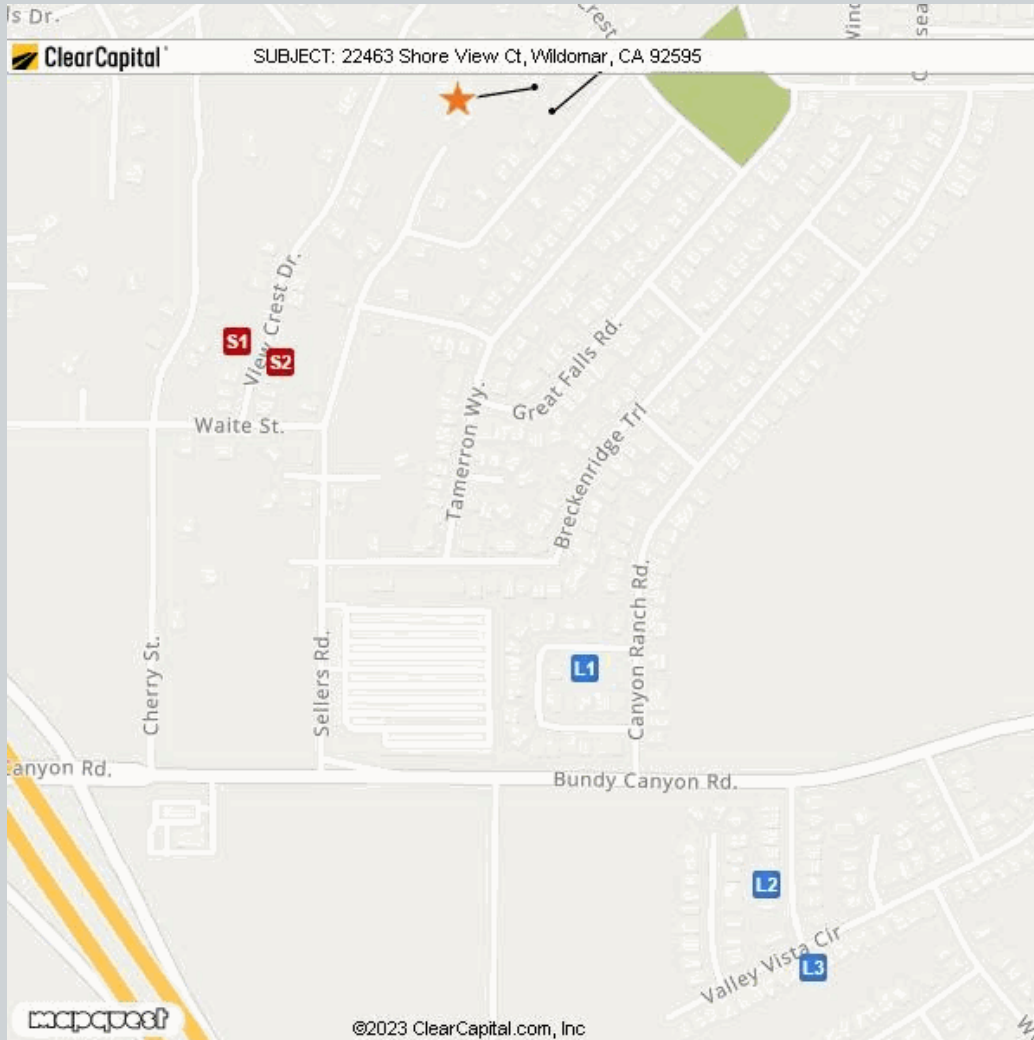 ls Dr.
Crest
ClearCapital®
SUBJECT: 22463 Shore View Ct, Wildomar, CA 92595
S1
View Crest Dr.
S2
Waite St.
Tamerron Wy.
Great Falls Rd.
Breckenridge Trl
Cherry St.
Sellers Rd.
Canyon Ranch Rd.
L1
anyon Rd.
Bundy Canyon Rd.
L2
Valley Vista Cir
L3
mapquest
©2023 ClearCapital.com, Inc